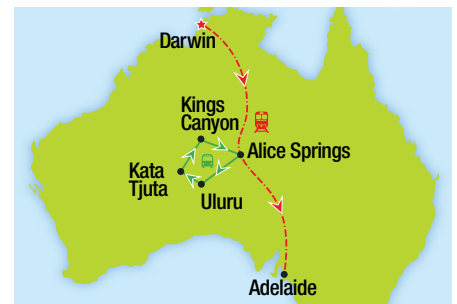 Darwin
Kings
Canyon
Alice Springs
Kata
Tjuta
Uluru
Adelaide